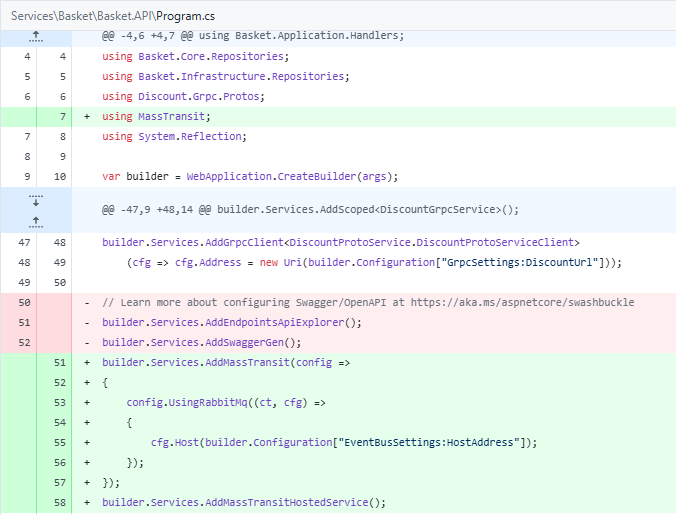 Services\Basket\Basket.API\Program.cs
@@ -4,6 +4,7 @@ using Basket.Application.Handlers;
4 4 using Basket.Core.Repositories;
5 5 using Basket.Infrastructure.Repositories;
6 6 using Discount.Grpc.Protos;
7 + using MassTransit;
7 8 using System.Reflection;
8 9
9 10 var builder = WebApplication.CreateBuilder(args);
@@ -47,9 +48,14 @@ builder.Services.AddScoped<DiscountGrpcService>();
47 48 builder.Services.AddGrpcClient<DiscountProtoService.DiscountProtoServiceClient>
48 49 (cfg => cfg.Address = new Uri(builder.Configuration["GrpcSettings:DiscountUrl"]));
49 50
50 - // Learn more about configuring Swagger/OpenAPI at https://aka.ms/aspnetcore/swashbuckle
51 - builder.Services.AddEndpointsApiExplorer();
52 - builder.Services.AddSwaggerGen();
51 + builder.Services.AddMassTransit(config =>
52 + {
53 + config.UsingRabbitMq((ct, cfg) =>
54 + {
55 + cfg.Host(builder.Configuration["EventBusSettings:HostAddress"]);
56 + });
57 + });
58 + builder.Services.AddMassTransitHostedService();